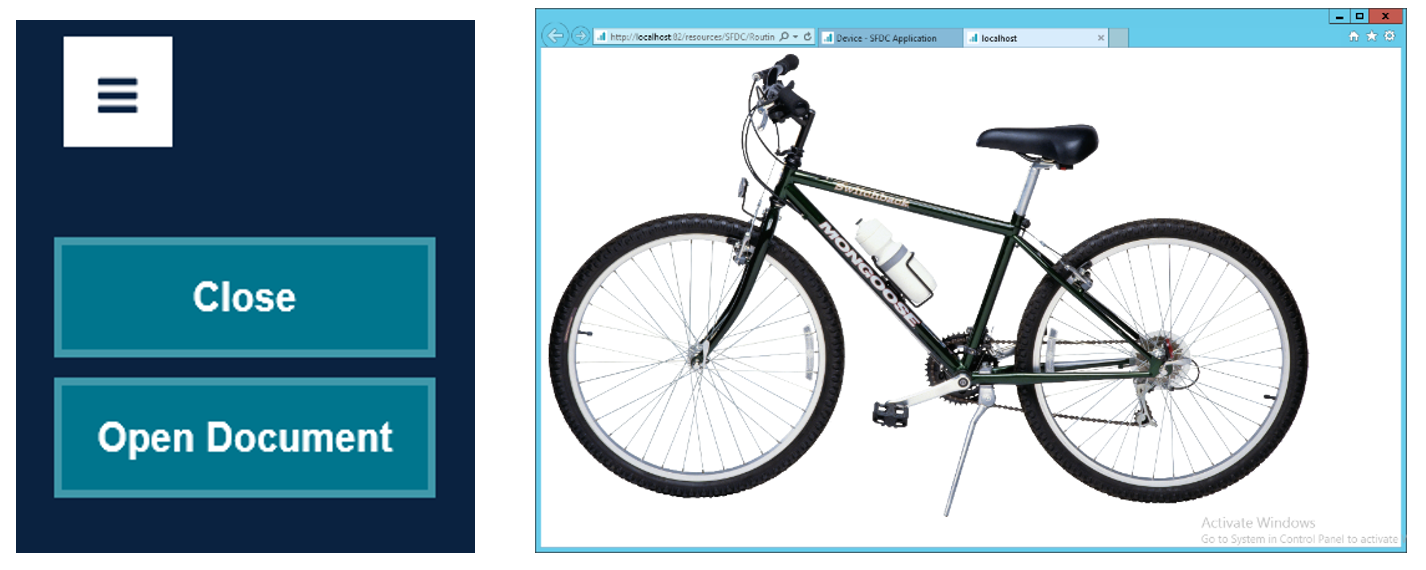 Close
Open Document
http://localhost:82/resources/SFDC/Routin
Device - SFDC Application
localhost
Switchback
MONGOOSE
Activate Windows
Go to System in Control Panel to activate